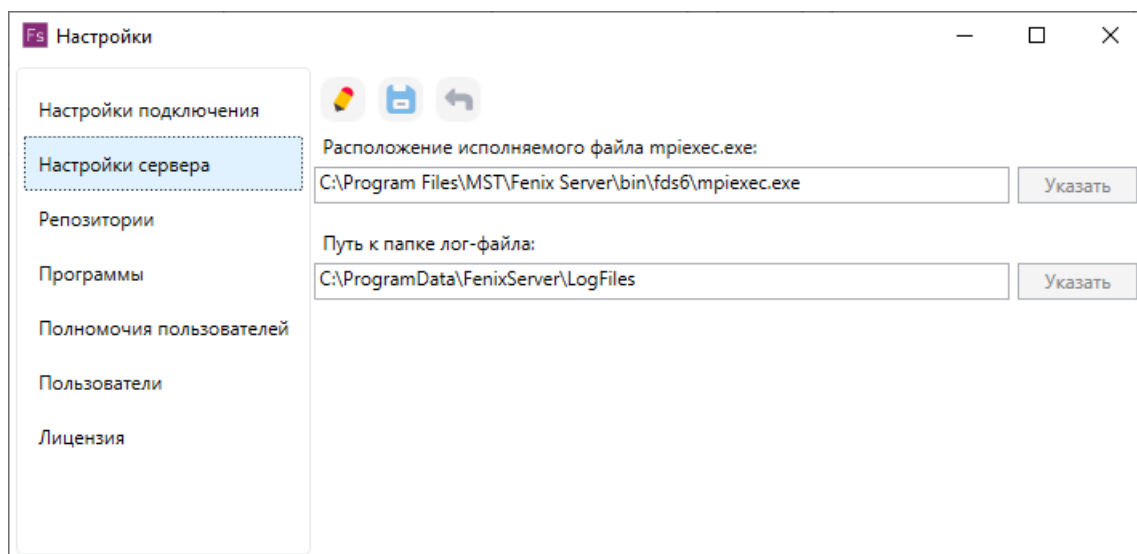 Fs Настройки
Настройки подключения
Настройки сервера
Репозитории
Программы
Полномочия пользователей
Пользователи
Лицензия
Расположение исполняемого файла mpiexec.exe:
C:\Program Files\MST\Fenix Server\bin\fds6\mpiexec.exe
Указать
Путь к папке лог-файла:
C:\ProgramData\FenixServer\LogFiles
Указать